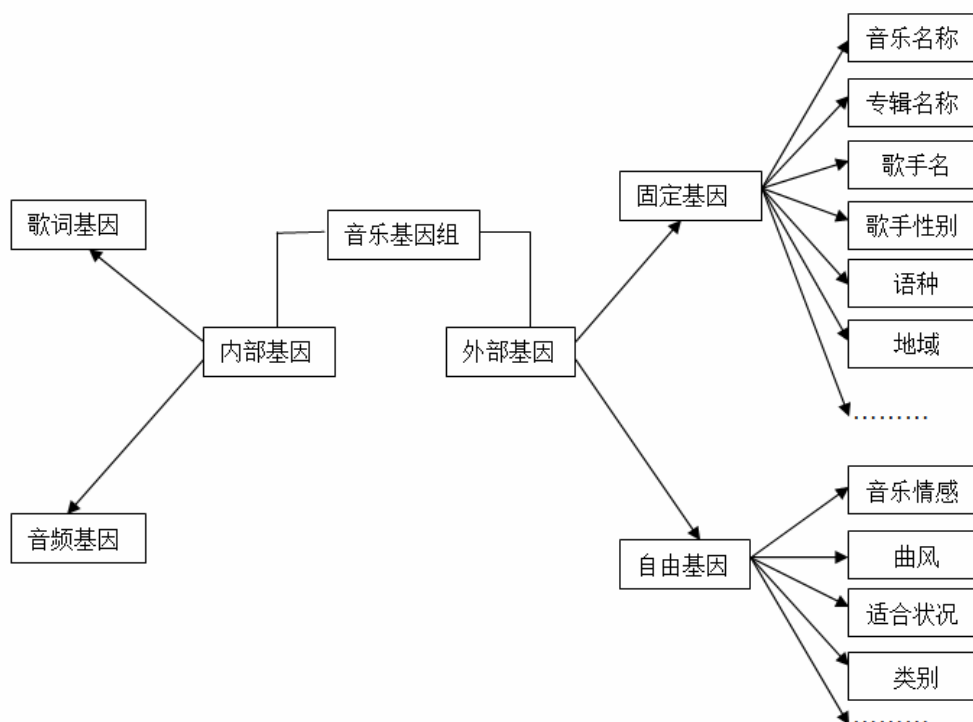 音乐名称
专辑名称
歌手名
固定基因
歌词基因
音乐基因组
歌手性别
语种
内部基因
外部基因
地域
………
音乐情感
音频基因
自由基因
曲风
适合状况
类别
………